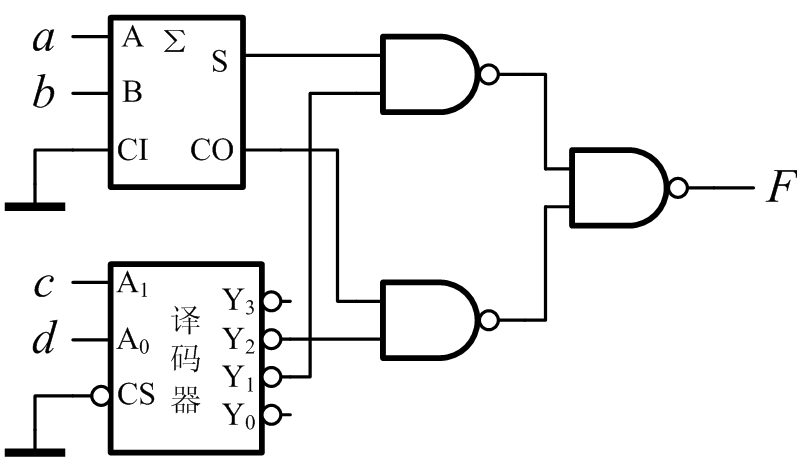 a
A
Σ
S
b
B
CI
CO
F
c
A₁
Y₃
d
A₀
译码器
Y₂
CS
Y₁
Y₀